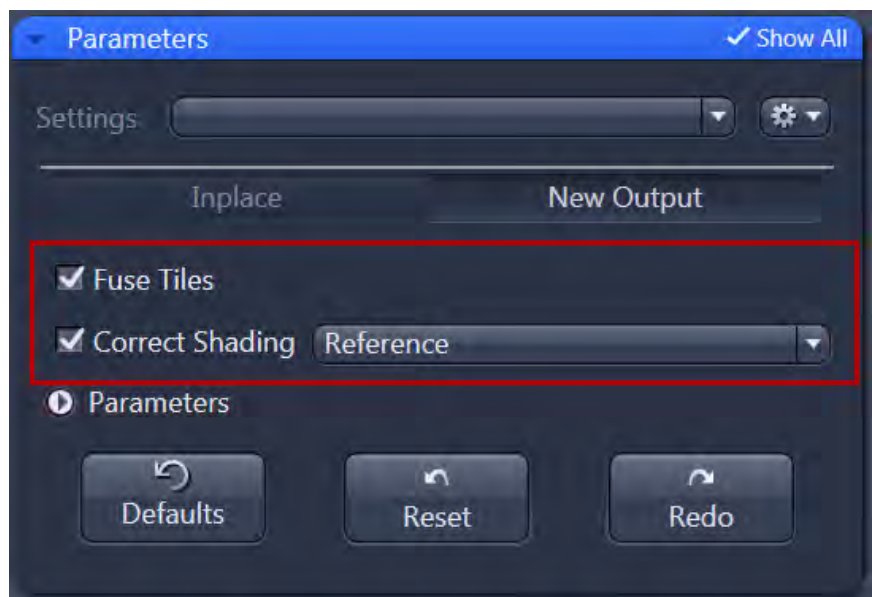 Parameters Show All
Settings
Inplace New Output
Fuse Tiles
Correct Shading Reference
Parameters
Defaults Reset Redo